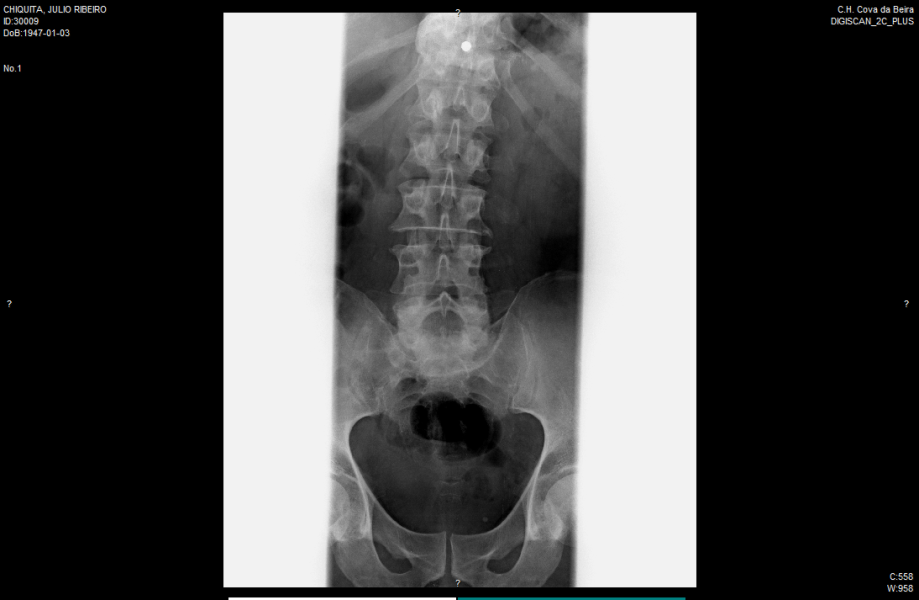 CHIQUITA, JULIO RIBEIRO
ID:30009
DoB:1947-01-03
No.1
?
C.H. Cova da Beira
DIGISCAN_2C_PLUS
?
?
?
C:558
W:958